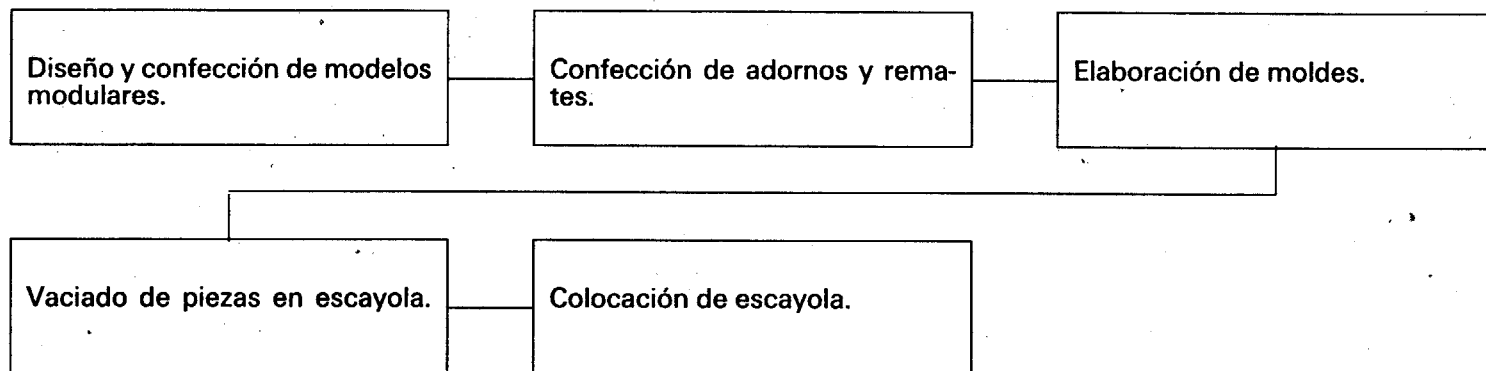 Diseño y confección de modelos
modulares.
Confección de adornos y rema-
tes.
Elaboración de moldes.
Vaciado de piezas en escayola.
Colocación de escayola.